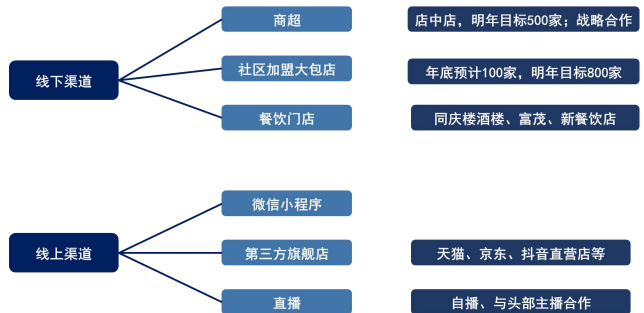 线下渠道
商超
店中店，明年目标500家；战略合作
社区加盟大包店
年底预计100家，明年目标800家
餐饮门店
同庆楼酒楼、富茂、新餐饮店
线上渠道
微信小程序
第三方旗舰店
天猫、京东、抖音直营店等
直播
自播、与头部主播合作